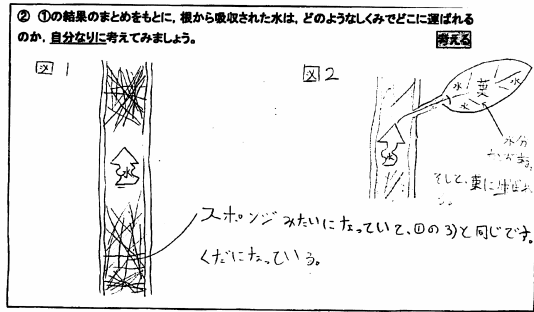 ② ①の結果のまとめをもとに,根から吸収された水は,どのようなしくみでどこに運ばれる
のか,自分なりに考えてみましょう。 考える
図1
図2
水
水
葉
水
水
水
水分
そして、葉に
スポンジみたいになっていて、①の3)と同じです。
くだになっている。